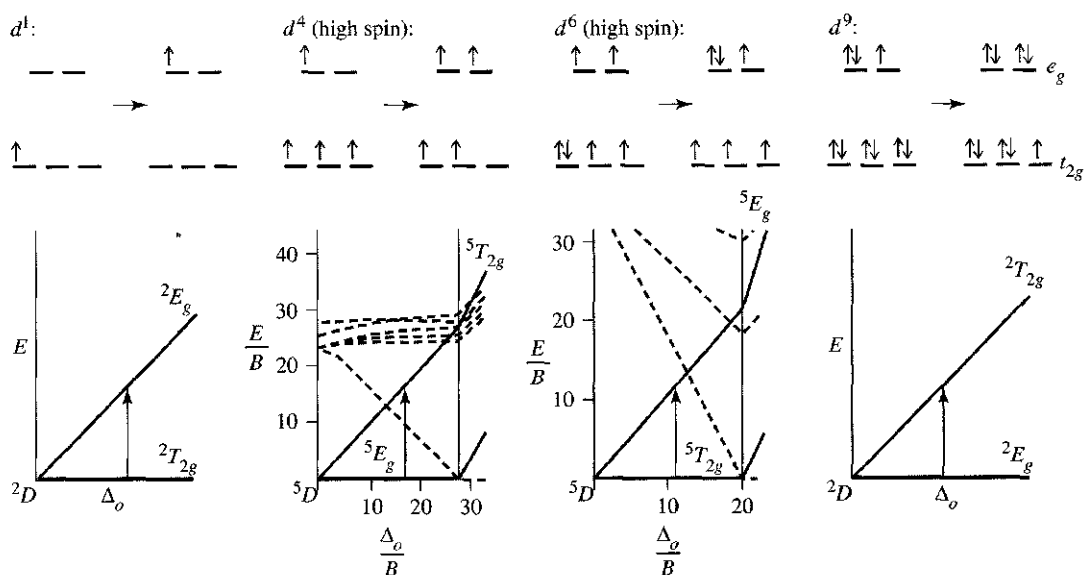 d¹:
d⁴ (high spin):
d⁶ (high spin):
d⁹:
e_g
t_2g
²E_g
E
²T_2g
²D
Δ_o
⁵T_2g
40
30
E/B
20
10
⁵E_g
⁵D
10 20 30
Δ_o/B
⁵E_g
30
20
E/B
10
⁵T_2g
⁵D
10 20
Δ_o/B
²T_2g
E
²E_g
²D
Δ_o